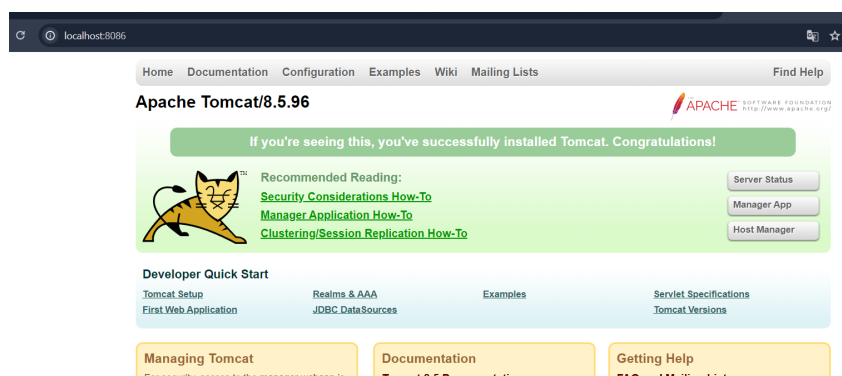 localhost:8086
Home Documentation Configuration Examples Wiki Mailing Lists Find Help
Apache Tomcat/8.5.96
THE
APACHE SOFTWARE FOUNDATION
http://www.apache.org/
If you're seeing this, you've successfully installed Tomcat. Congratulations!
TM
Recommended Reading:
Security Considerations How-To
Manager Application How-To
Clustering/Session Replication How-To
Server Status
Manager App
Host Manager
Developer Quick Start
Tomcat Setup
First Web Application
Realms & AAA
JDBC DataSources
Examples
Servlet Specifications
Tomcat Versions
Managing Tomcat
Documentation
Getting Help